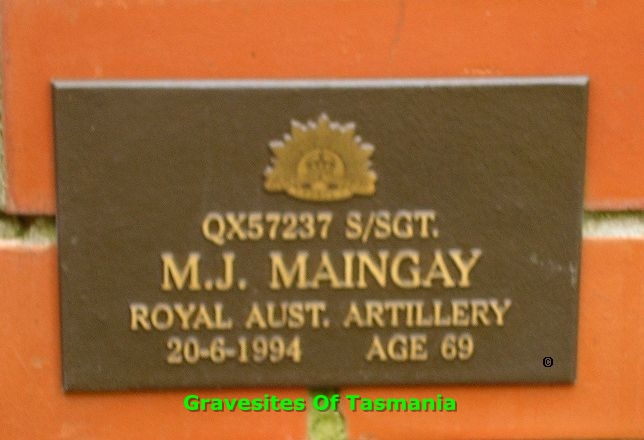 QX57237 S/SGT.
M.J. MAINGAY
ROYAL AUST. ARTILLERY
20-6-1994 AGE 69
©
Gravesites Of Tasmania